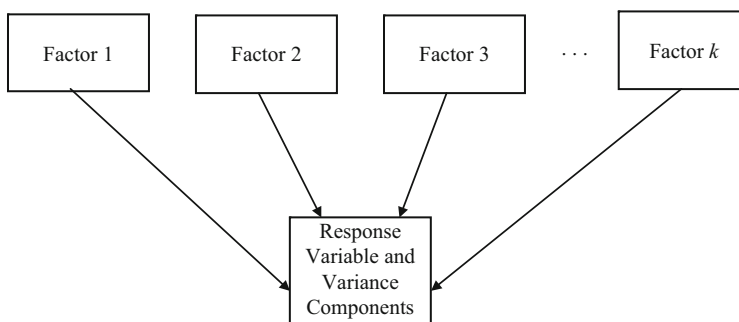 Factor 1
Factor 2
Factor 3
. . .
Factor k
Response
Variable and
Variance
Components